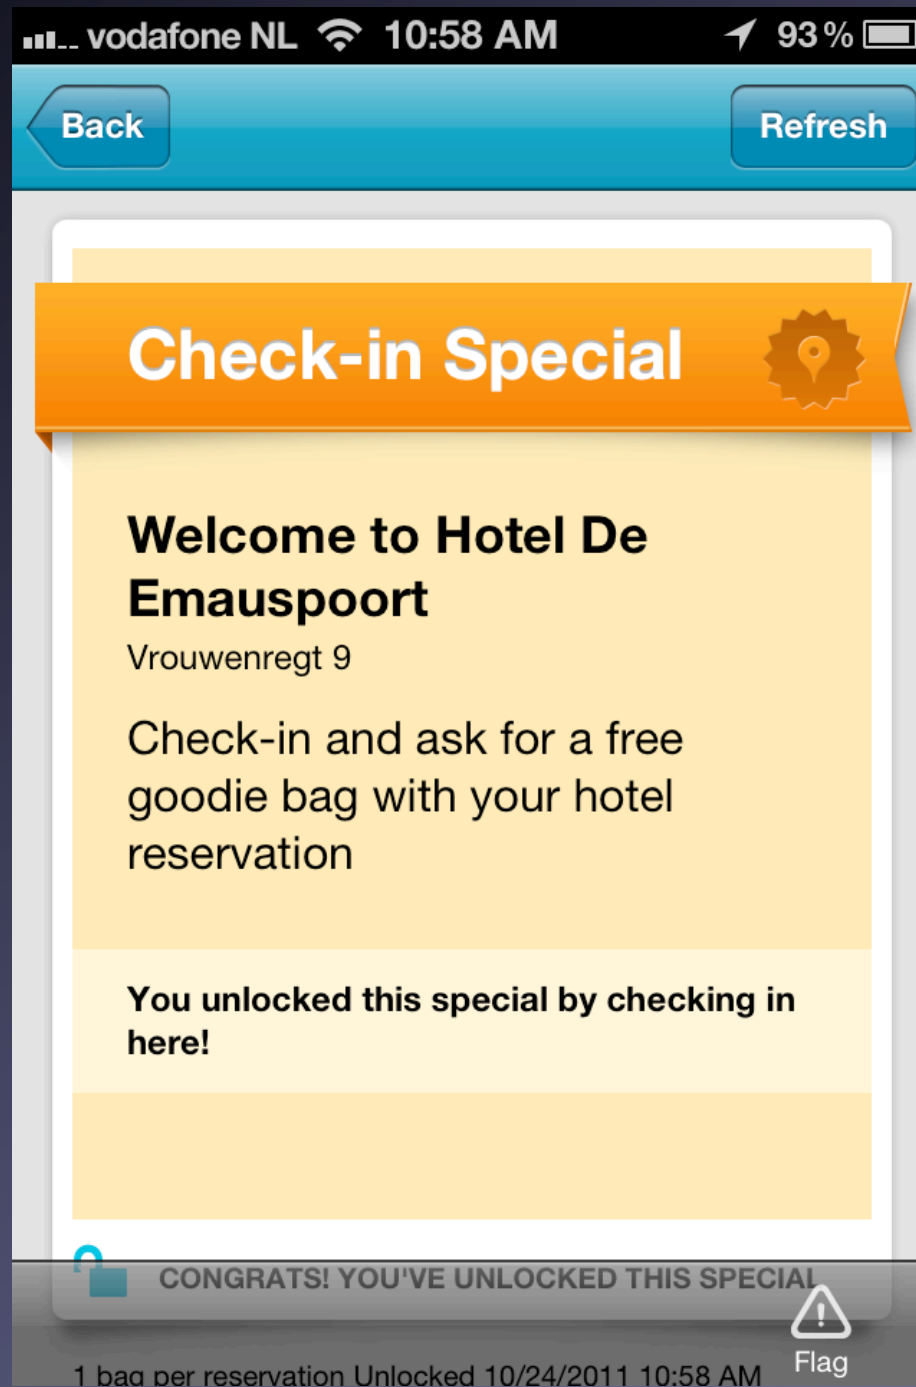 vodafone NL 10:58 AM 93%
Back Refresh
Check-in Special
Welcome to Hotel De
Emauspoort
Vrouwenregt 9
Check-in and ask for a free
goodie bag with your hotel
reservation
You unlocked this special by checking in
here!
CONGRATS! YOU'VE UNLOCKED THIS SPECIAL
Flag
1 bag per reservation Unlocked 10/24/2011 10:58 AM